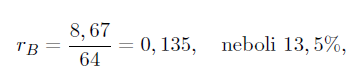 r_B = 8,67/64 = 0,135, neboli 13,5%,